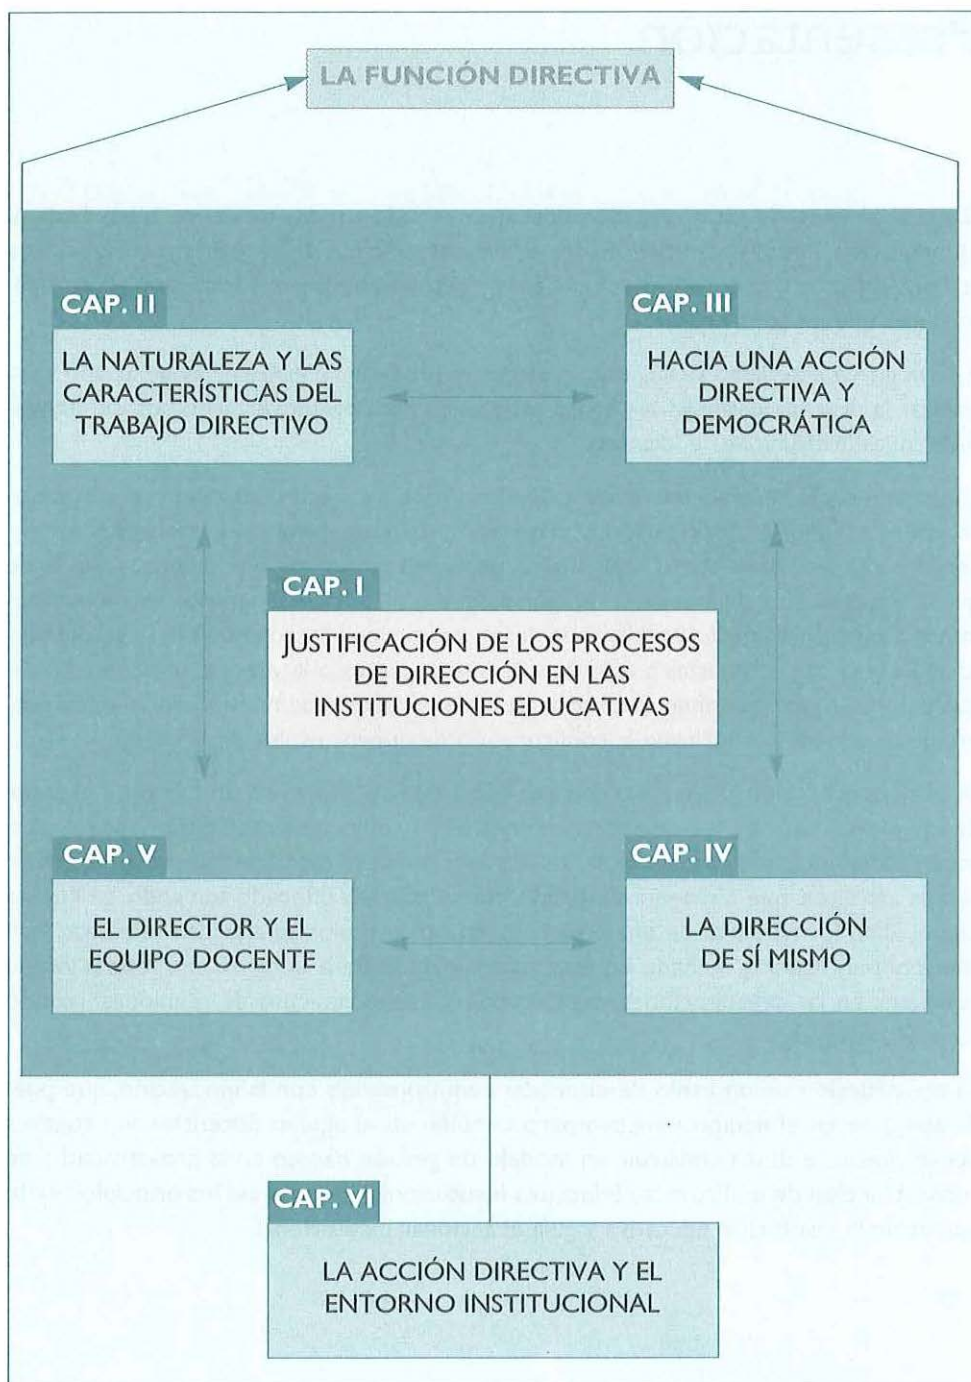 LA FUNCIÓN DIRECTIVA
CAP. II
LA NATURALEZA Y LAS
CARACTERÍSTICAS DEL
TRABAJO DIRECTIVO
CAP. III
HACIA UNA ACCIÓN
DIRECTIVA Y
DEMOCRÁTICA
CAP. I
JUSTIFICACIÓN DE LOS PROCESOS
DE DIRECCIÓN EN LAS
INSTITUCIONES EDUCATIVAS
CAP. V
EL DIRECTOR Y EL
EQUIPO DOCENTE
CAP. IV
LA DIRECCIÓN
DE SÍ MISMO
CAP. VI
LA ACCIÓN DIRECTIVA Y EL
ENTORNO INSTITUCIONAL